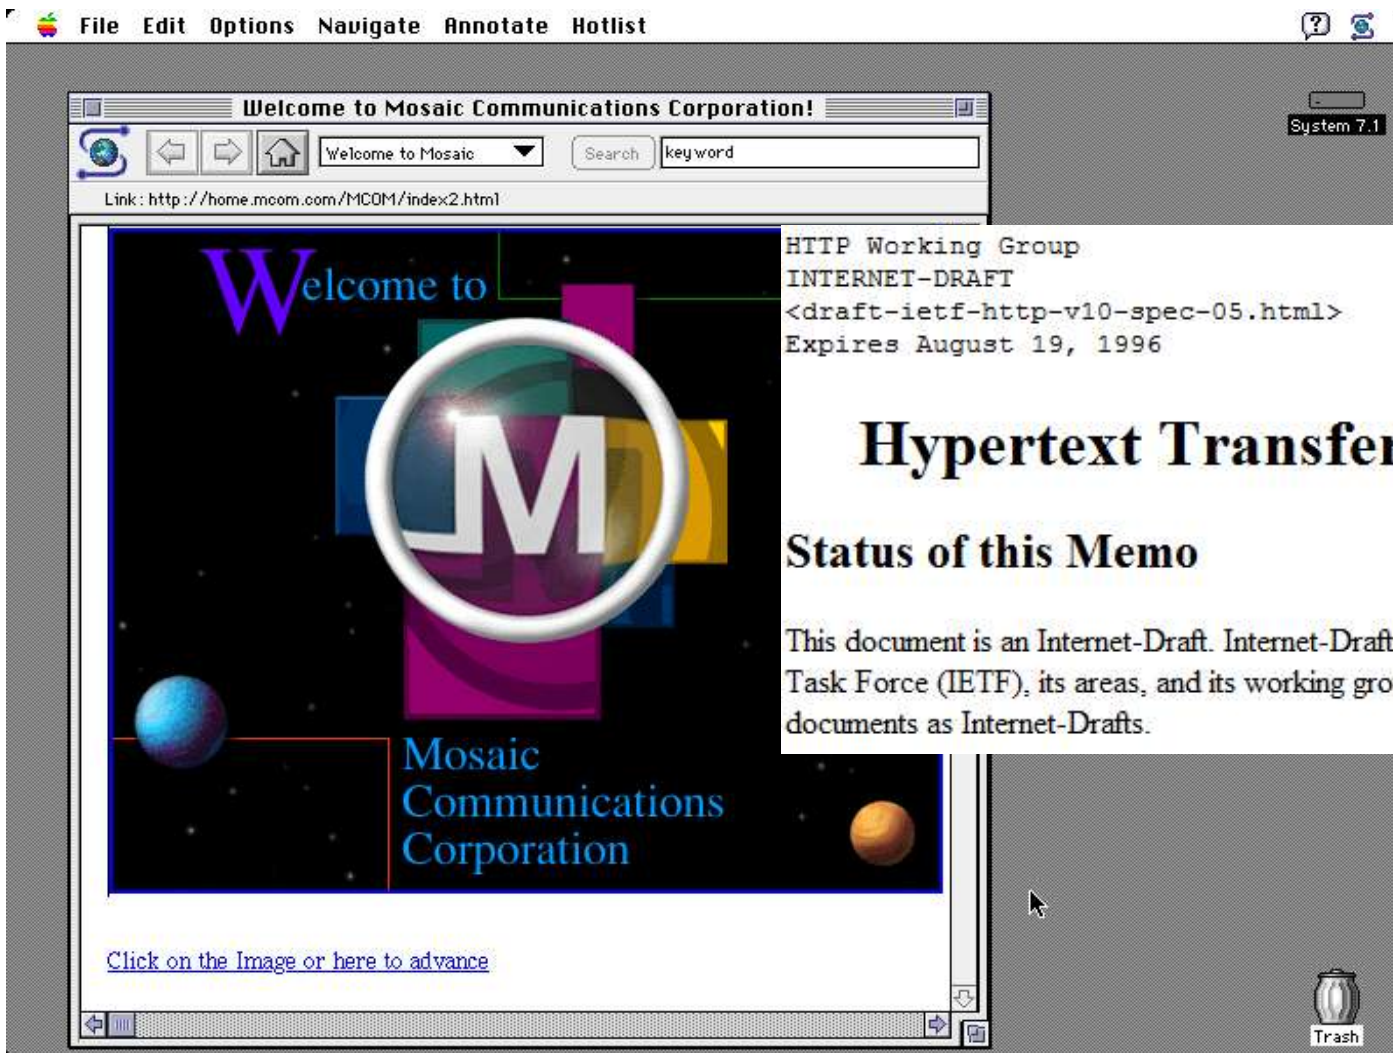 File Edit Options Navigate Annotate Hotlist
Welcome to Mosaic Communications Corporation!
System 7.1
Welcome to Mosaic
Search
keyword
Link: http://home.mcom.com/MCOM/index2.html
Welcome to
M
Mosaic
Communications
Corporation
Click on the Image or here to advance
HTTP Working Group
INTERNET-DRAFT
<draft-ietf-http-v10-spec-05.html>
Expires August 19, 1996
Hypertext Transfer
Status of this Memo
This document is an Internet-Draft. Internet-Draft
Task Force (IETF), its areas, and its working gro
documents as Internet-Drafts.
Trash